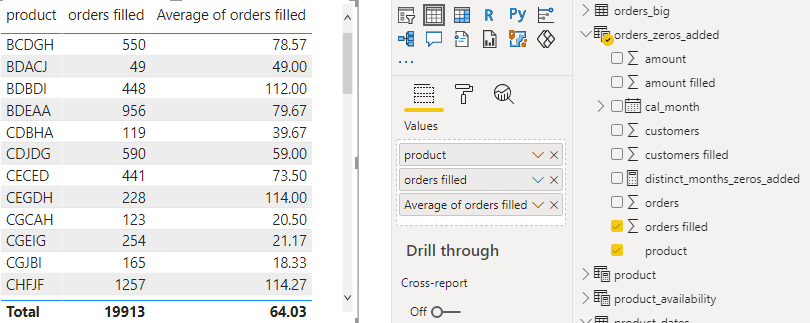 product orders filled Average of orders filled
BCDGH 550 78.57
BDACJ 49 49.00
BDBDI 448 112.00
BDEAA 956 79.67
CDBHA 119 39.67
CDJDG 590 59.00
CECED 441 73.50
CEGDH 228 114.00
CGCAH 123 20.50
CGEIG 254 21.17
CGJBI 165 18.33
CHFJF 1257 114.27
Total 19913 64.03
R Py
...
Values
product
orders filled
Average of orders filled
Drill through
Cross-report
Off
orders_big
orders_zeros_added
amount
amount filled
cal_month
customers
customers filled
distinct_months_zeros_added
orders
orders filled
product
product
product_availability
product_dates